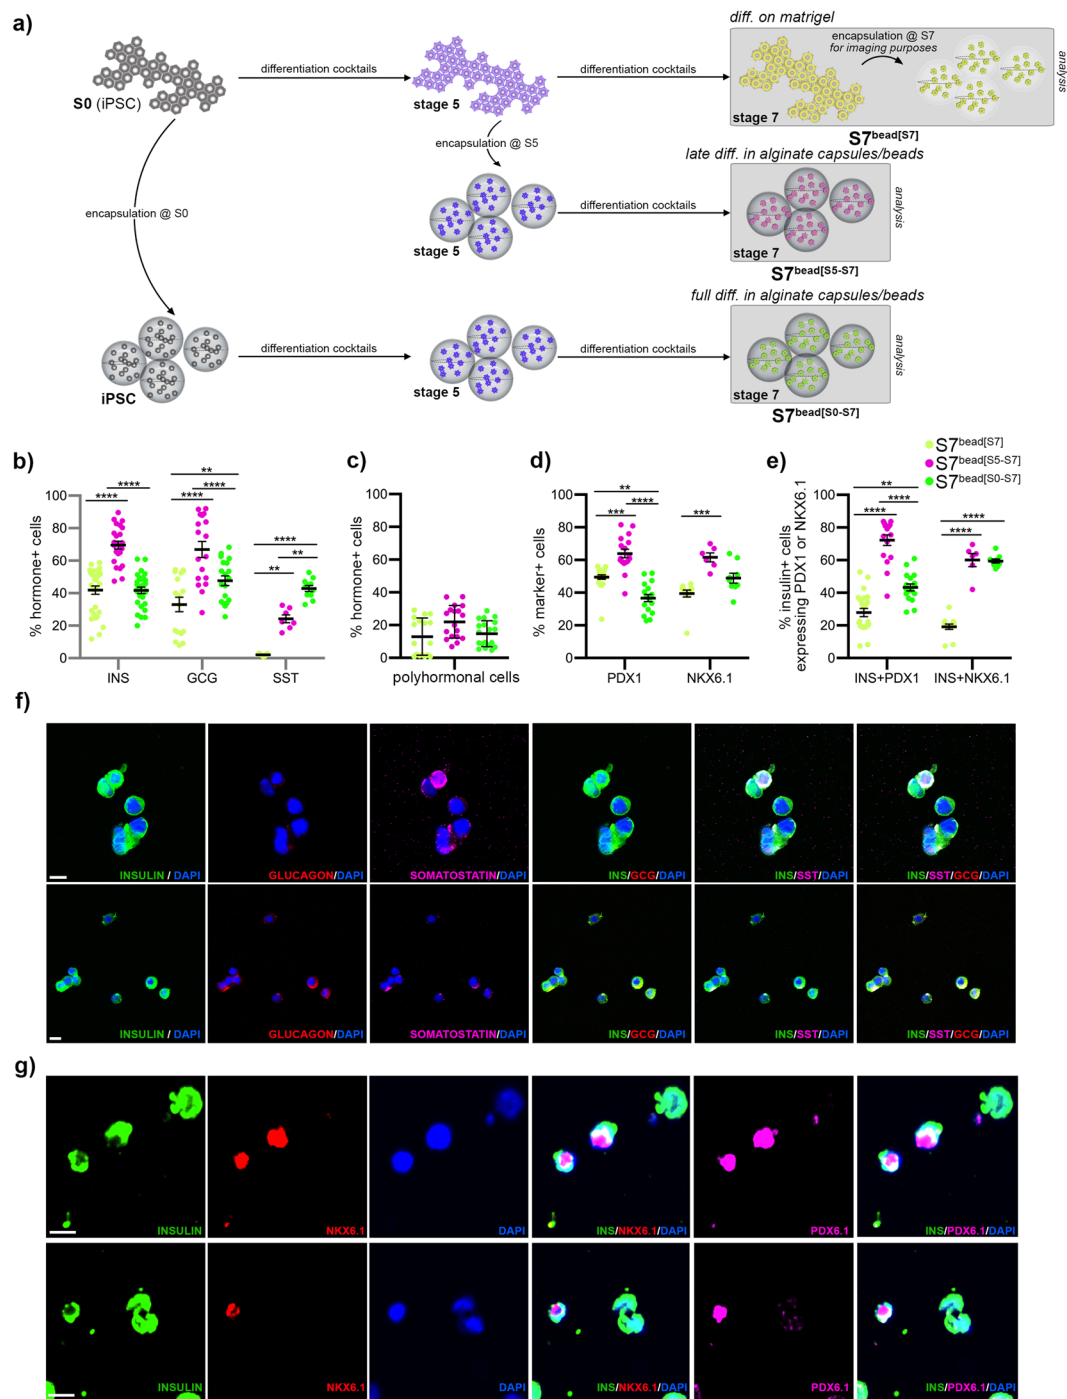 a)
diff. on matrigel
encapsulation @ S7
for imaging purposes
differentiation cocktails
differentiation cocktails
S0 (iPSC)
stage 5
stage 7
analysis
S7bead[S7]
encapsulation @ S5
late diff. in alginate capsules/beads
encapsulation @ S0
differentiation cocktails
stage 5
stage 7
analysis
S7bead[S5-S7]
full diff. in alginate capsules/beads
differentiation cocktails
differentiation cocktails
iPSC
stage 5
stage 7
analysis
S7bead[S0-S7]
b)
% hormone+ cells
100
80
60
40
20
0
**** ****
** **** ****
**** ** **
INS GCG SST
c)
% hormone+ cells
100
80
60
40
20
0
polyhormonal cells
d)
% marker+ cells
100
80
60
40
20
0
** **** ***
***
PDX1 NKX6.1
e)
S7bead[S7]
S7bead[S5-S7]
S7bead[S0-S7]
% insulin+ cells
expressing PDX1 or NKX6.1
100
80
60
40
20
0
** **** ****
**** ****
INS+PDX1 INS+NKX6.1
f)
INSULIN / DAPI GLUCAGON/DAPI SOMATOSTATIN/DAPI INS/GCG/DAPI INS/SST/DAPI INS/SST/GCG/DAPI
INSULIN / DAPI GLUCAGON/DAPI SOMATOSTATIN/DAPI INS/GCG/DAPI INS/SST/DAPI INS/SST/GCG/DAPI
g)
INSULIN NKX6.1 DAPI INS/NKX6.1/DAPI PDX6.1 INS/PDX6.1/DAPI
INSULIN NKX6.1 DAPI INS/NKX6.1/DAPI PDX6.1 INS/PDX6.1/DAPI